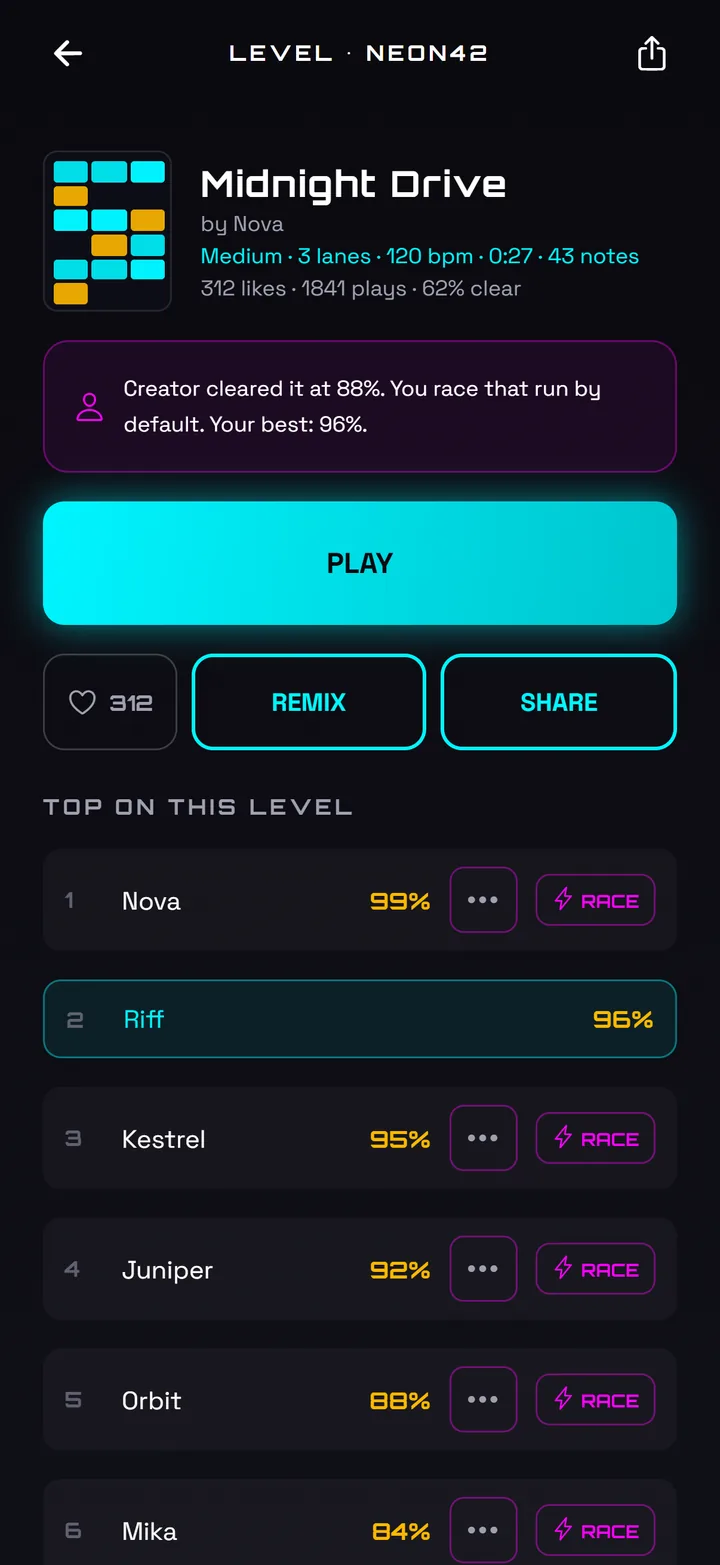 LEVEL · NEON42
Midnight Drive
by Nova
Medium · 3 lanes · 120 bpm · 0:27 · 43 notes
312 likes · 1841 plays · 62% clear
Creator cleared it at 88%. You race that run by
default. Your best: 96%.
PLAY
312
REMIX
SHARE
TOP ON THIS LEVEL
1 Nova 99% ••• RACE
2 Riff 96%
3 Kestrel 95% ••• RACE
4 Juniper 92% ••• RACE
5 Orbit 88% ••• RACE
6 Mika 84% ••• RACE